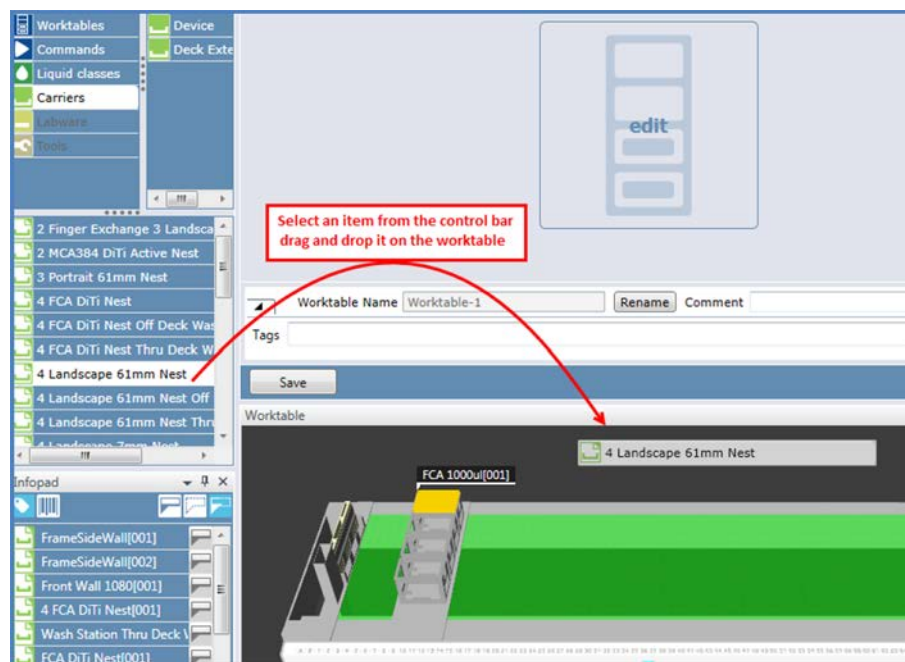 Worktables
Device
Commands
Deck Exte
Liquid classes
Carriers
Labware
Tools
edit
Select an item from the control bar
drag and drop it on the worktable
2 Finger Exchange 3 Landsca
2 MCA384 DiTi Active Nest
3 Portrait 61mm Nest
4 FCA DiTi Nest
4 FCA DiTi Nest Off Deck Was
4 FCA DiTi Nest Thru Deck W
4 Landscape 61mm Nest
4 Landscape 61mm Nest Off
4 Landscape 61mm Nest Thru
4 Landscape 7mm Nest
Worktable Name Worktable-1 Rename Comment
Tags
Save
Worktable
4 Landscape 61mm Nest
FCA 1000ul[001]
Infopad
FrameSideWall[001]
FrameSideWall[002]
Front Wall 1080[001]
4 FCA DiTi Nest[001]
Wash Station Thru Deck
FCA DiTi Nest[001]